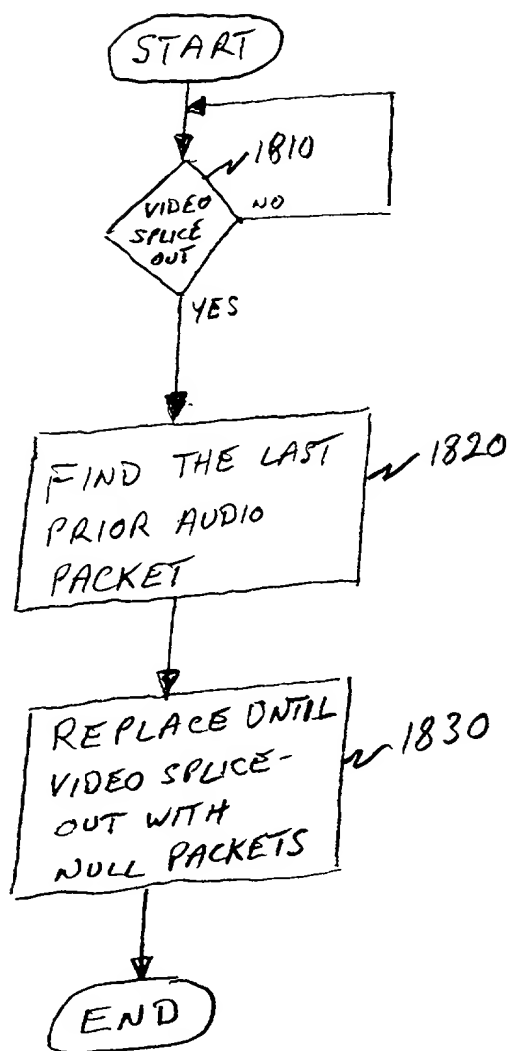 START
1810
VIDEO
SPLICE
OUT
NO
YES
FIND THE LAST
PRIOR AUDIO
PACKET
1820
REPLACE UNTIL
VIDEO SPLICE-
OUT WITH
NULL PACKETS
1830
END